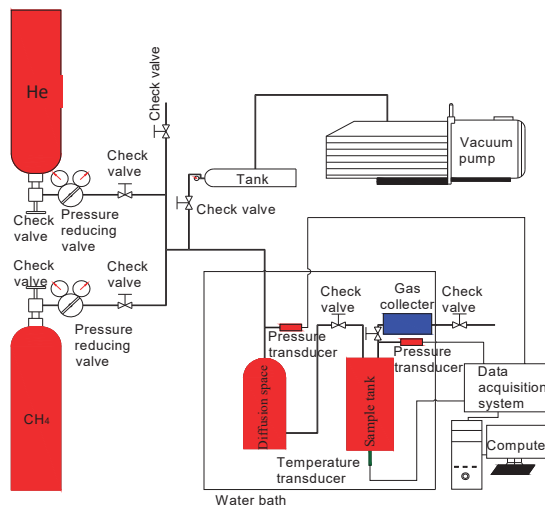 He
Check valve
Check
valve
Check
valve
Pressure
reducing
valve
Tank
Check valve
Vacuum
pump
Check
valve
Check
valve
Pressure
reducing
valve
CH4
Gas
collecter
Check
valve
Check
valve
Pressure
transducer
Pressure
transducer
Diffusion space
Sample tank
Data
acquisition
system
Compute
Temperature
transducer
Water bath